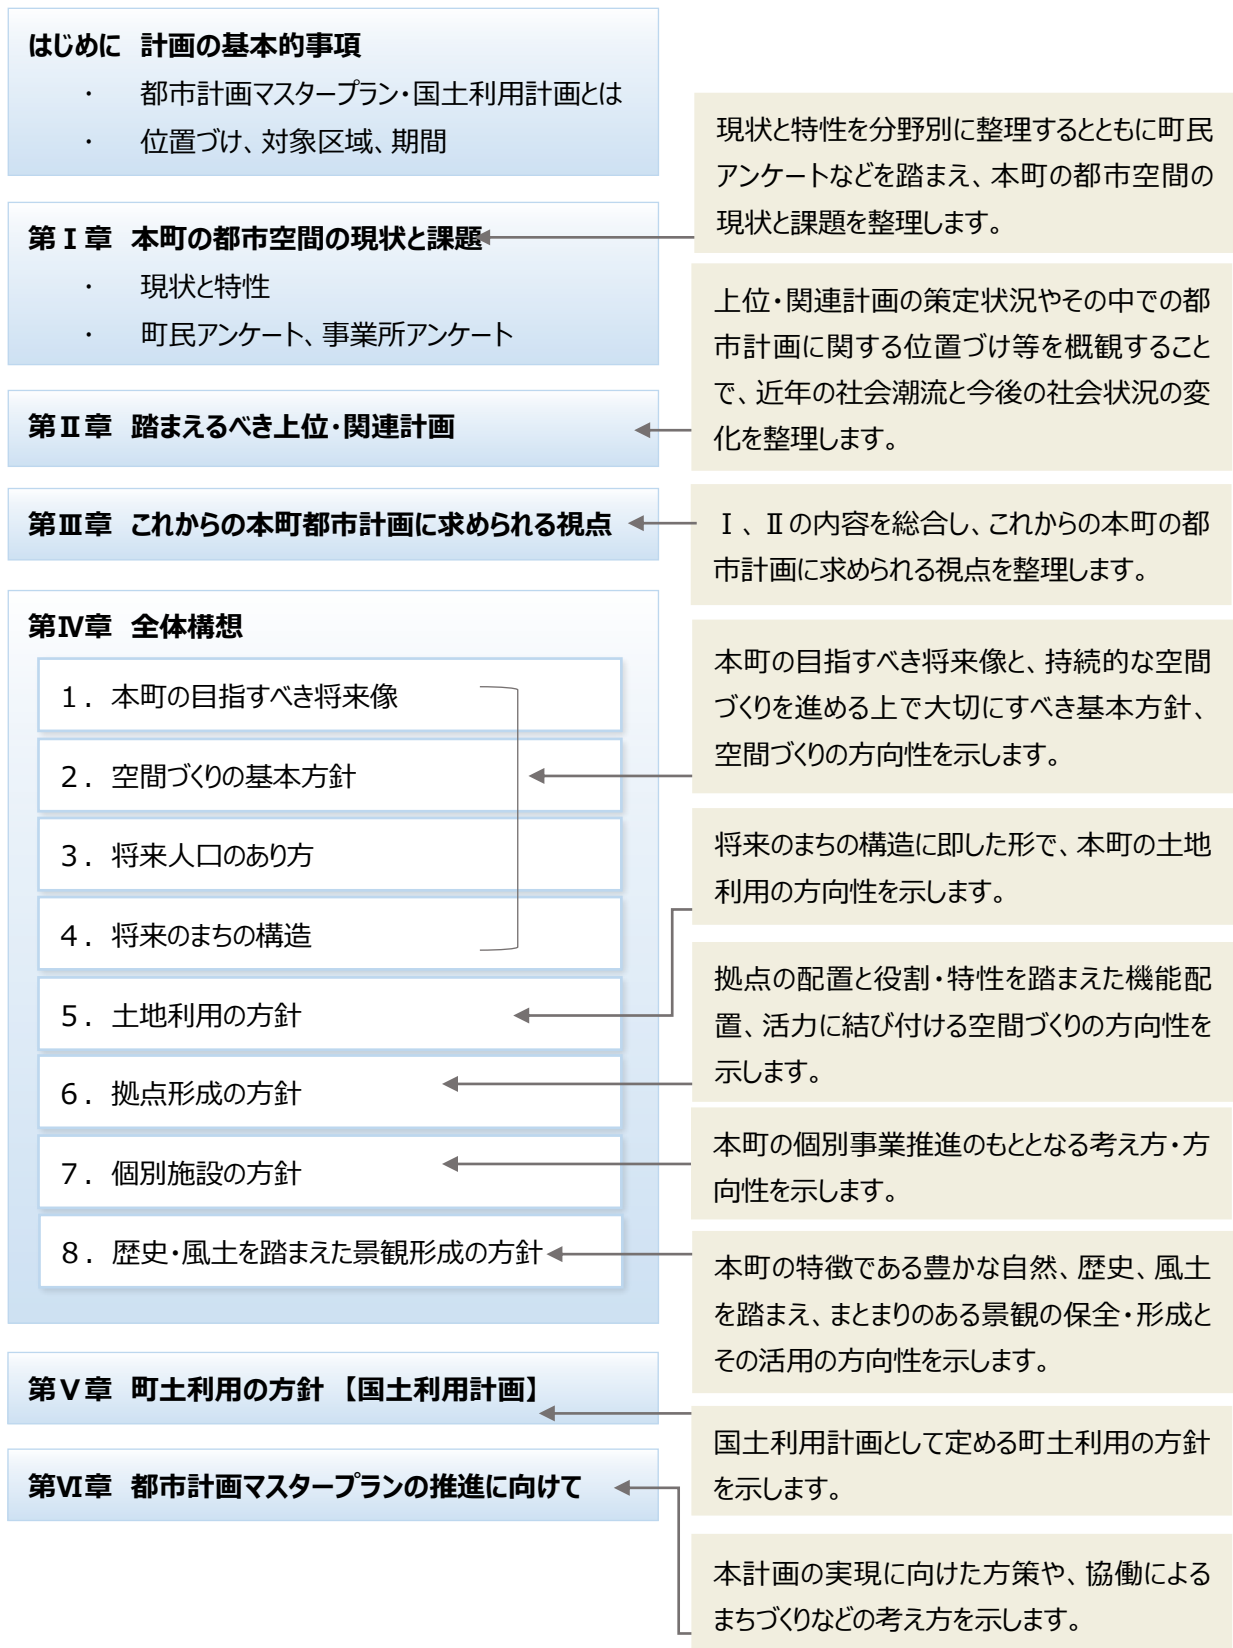 はじめに 計画の基本的事項
・ 都市計画マスタープラン・国土利用計画とは
・ 位置づけ、対象区域、期間
第Ⅰ章 本町の都市空間の現状と課題
・ 現状と特性
・ 町民アンケート、事業所アンケート
現状と特性を分野別に整理するとともに町民
アンケートなどを踏まえ、本町の都市空間の
現状と課題を整理します。
第Ⅱ章 踏まえるべき上位・関連計画
上位・関連計画の策定状況やその中での都
市計画に関する位置づけ等を概観すること
で、近年の社会潮流と今後の社会状況の変
化を整理します。
第Ⅲ章 これからの本町都市計画に求められる視点
Ⅰ、Ⅱの内容を総合し、これからの本町の都
市計画に求められる視点を整理します。
第Ⅳ章 全体構想
1．本町の目指すべき将来像
2．空間づくりの基本方針
3．将来人口のあり方
4．将来のまちの構造
本町の目指すべき将来像と、持続的な空間
づくりを進める上で大切にすべき基本方針、
空間づくりの方向性を示します。
5．土地利用の方針
将来のまちの構造に即した形で、本町の土地
利用の方向性を示します。
6．拠点形成の方針
拠点の配置と役割・特性を踏まえた機能配
置、活力に結び付ける空間づくりの方向性を
示します。
7．個別施設の方針
本町の個別事業推進のもととなる考え方・方
向性を示します。
8．歴史・風土を踏まえた景観形成の方針
本町の特徴である豊かな自然、歴史、風土
を踏まえ、まとまりのある景観の保全・形成と
その活用の方向性を示します。
第Ⅴ章 町土利用の方針 【国土利用計画】
国土利用計画として定める町土利用の方針
を示します。
第Ⅵ章 都市計画マスタープランの推進に向けて
本計画の実現に向けた方策や、協働による
まちづくりなどの考え方を示します。